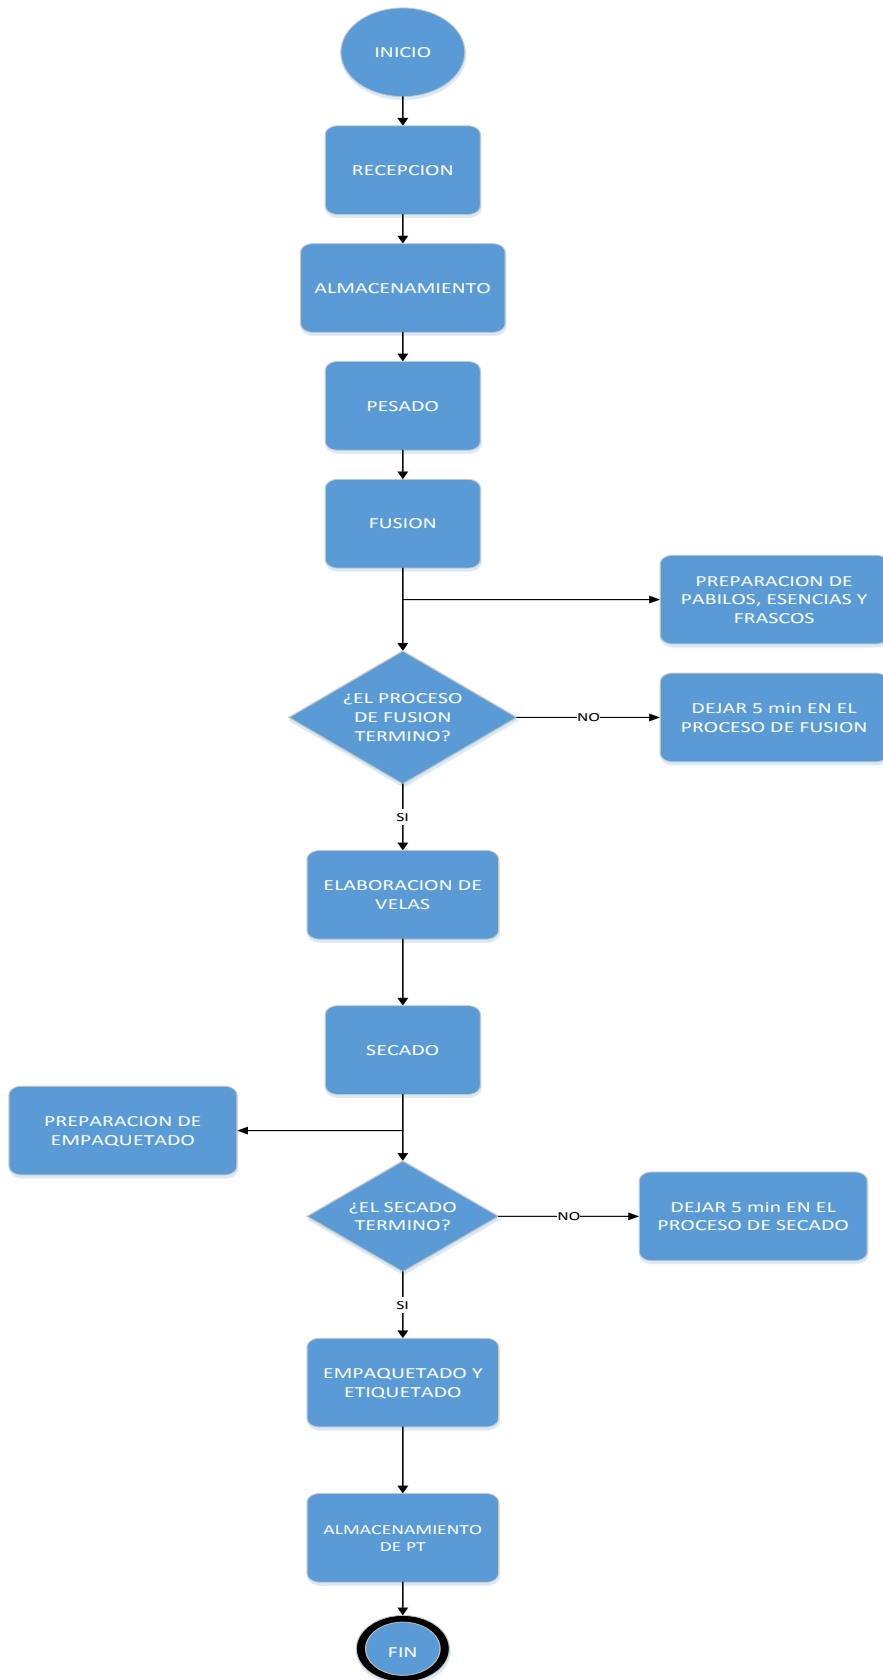 INICIO
RECEPCION
ALMACENAMIENTO
PESADO
FUSION
PREPARACION DE
PABILOS, ESENCIAS Y
FRASCOS
¿EL PROCESO
DE FUSION
TERMINO?
NO
DEJAR 5 min EN EL
PROCESO DE FUSION
SI
ELABORACION DE
VELAS
SECADO
PREPARACION DE
EMPAQUETADO
¿EL SECADO
TERMINO?
NO
DEJAR 5 min EN EL
PROCESO DE SECADO
SI
EMPAQUETADO Y
ETIQUETADO
ALMACENAMIENTO
DE PT
FIN